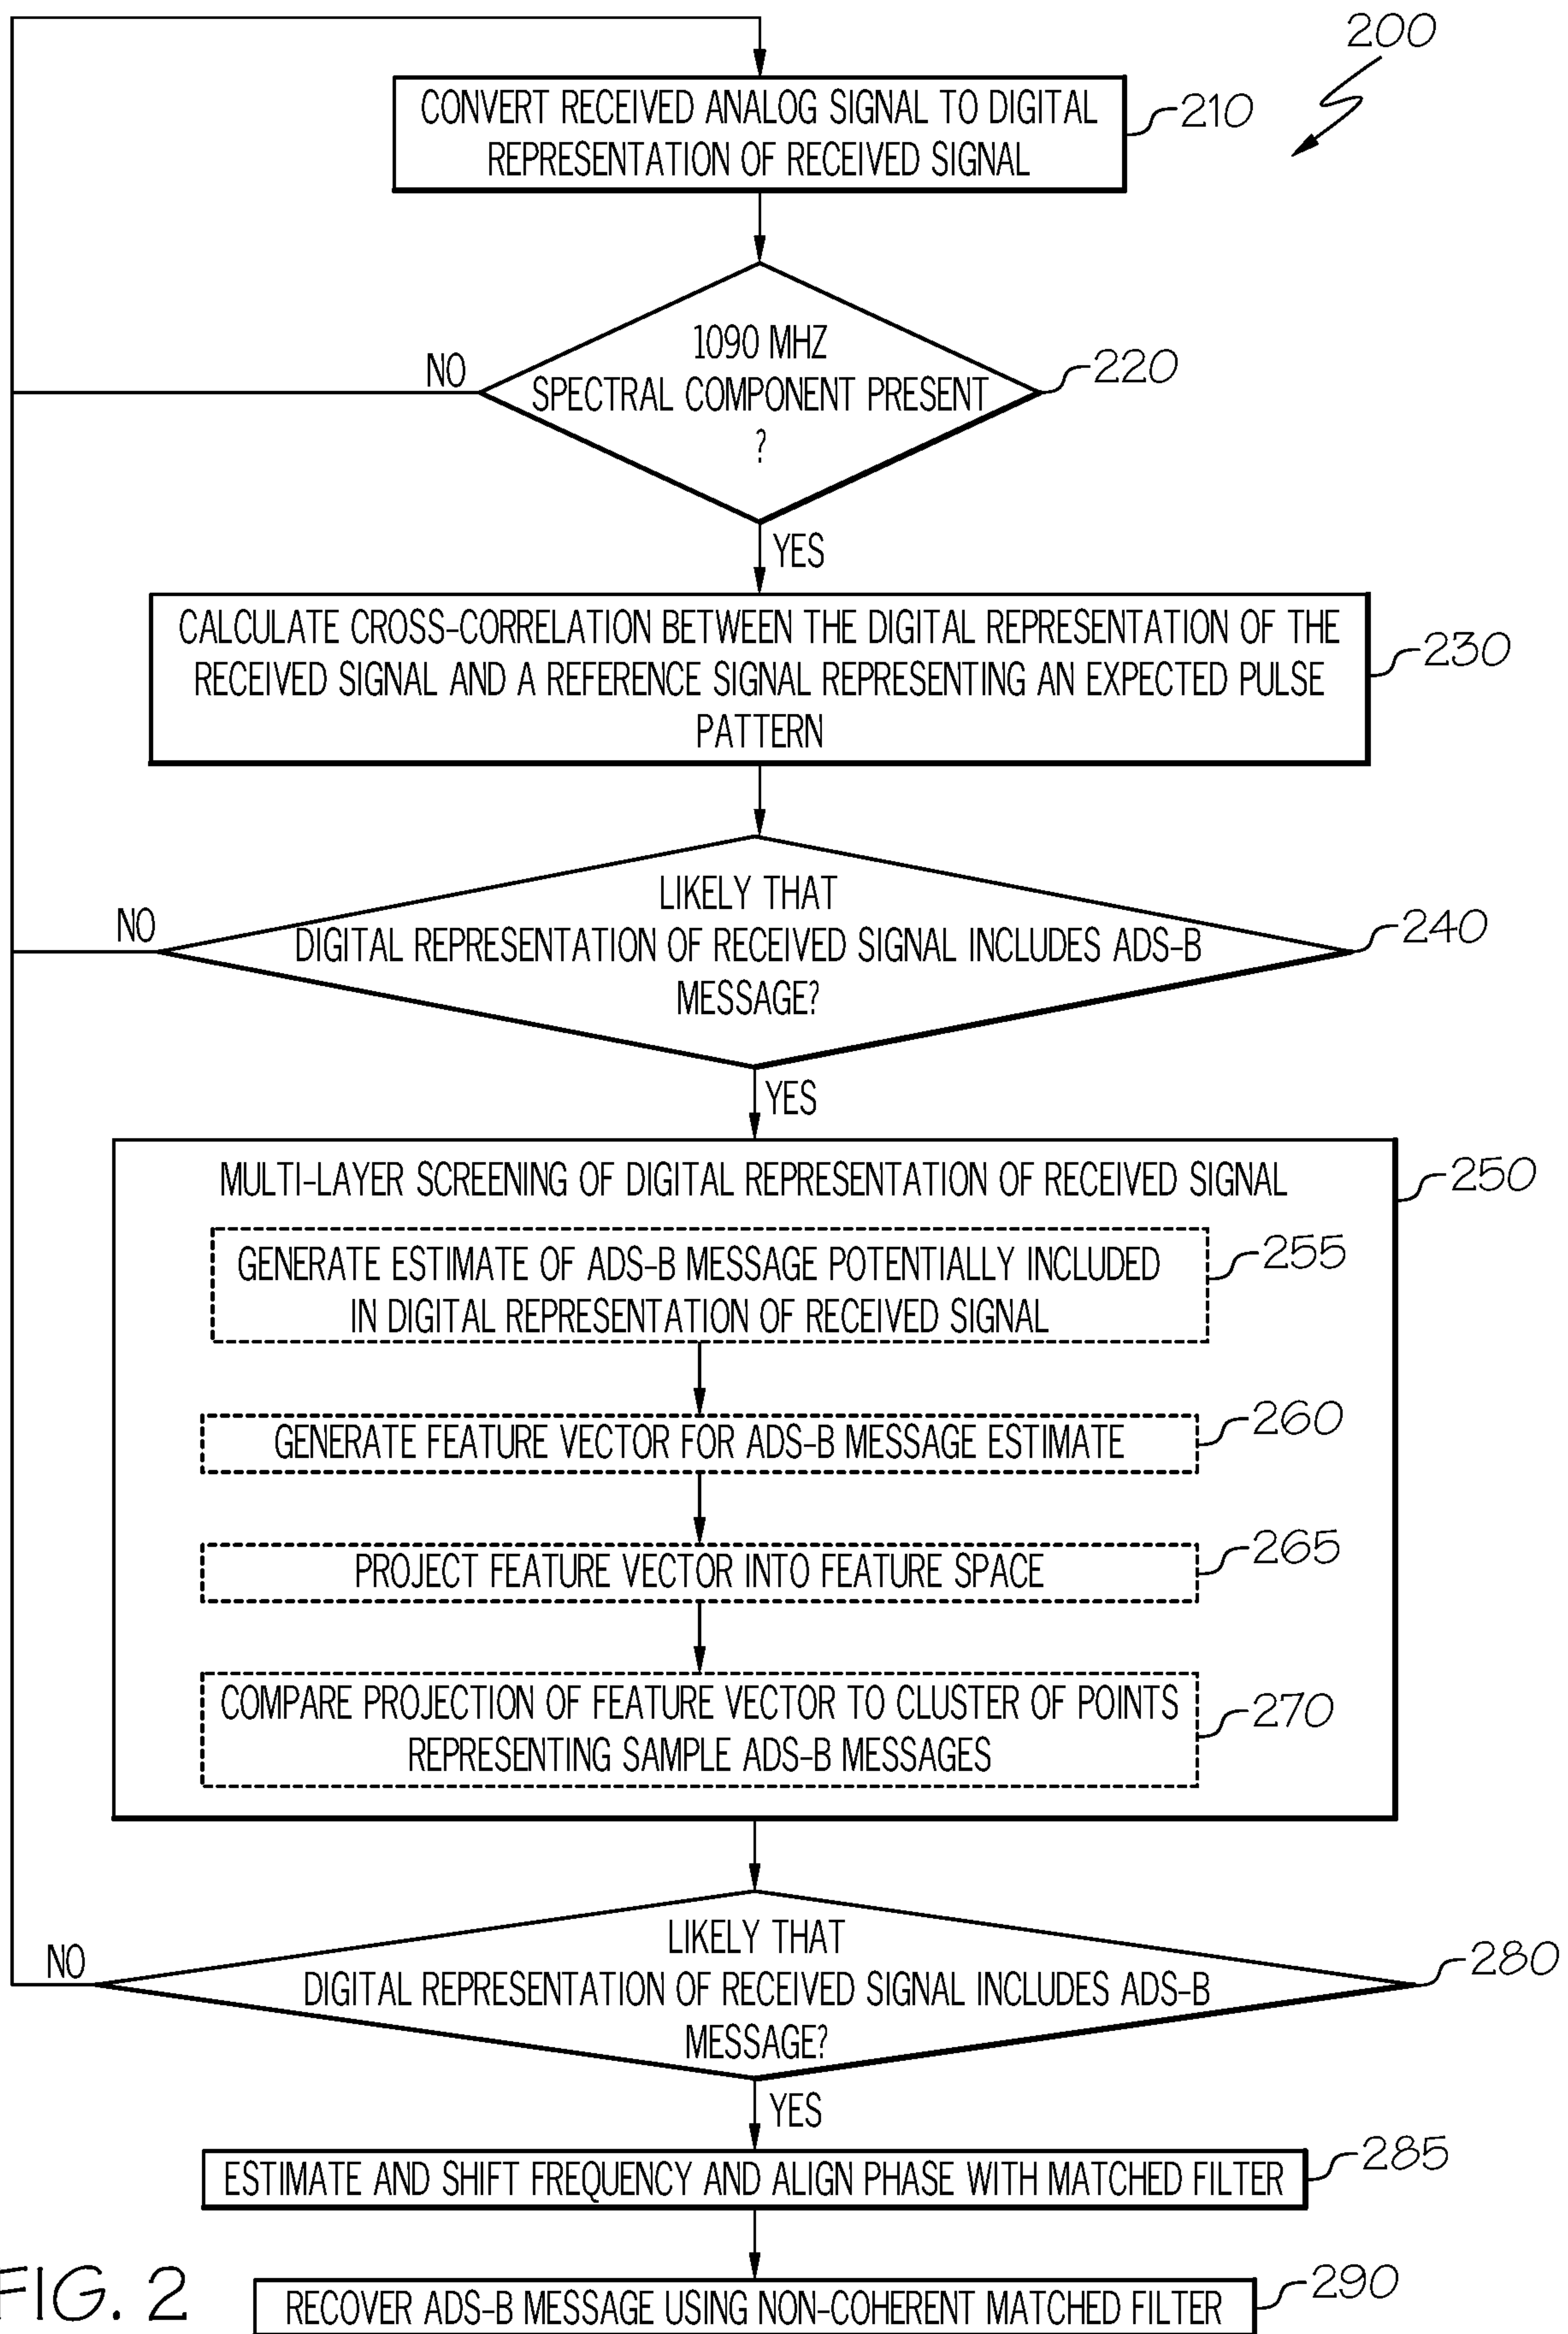 200
CONVERT RECEIVED ANALOG SIGNAL TO DIGITAL
REPRESENTATION OF RECEIVED SIGNAL
210
1090 MHZ
SPECTRAL COMPONENT PRESENT
?
220
NO
YES
CALCULATE CROSS-CORRELATION BETWEEN THE DIGITAL REPRESENTATION OF THE
RECEIVED SIGNAL AND A REFERENCE SIGNAL REPRESENTING AN EXPECTED PULSE
PATTERN
230
LIKELY THAT
DIGITAL REPRESENTATION OF RECEIVED SIGNAL INCLUDES ADS-B
MESSAGE?
240
NO
YES
MULTI-LAYER SCREENING OF DIGITAL REPRESENTATION OF RECEIVED SIGNAL
250
GENERATE ESTIMATE OF ADS-B MESSAGE POTENTIALLY INCLUDED
IN DIGITAL REPRESENTATION OF RECEIVED SIGNAL
255
GENERATE FEATURE VECTOR FOR ADS-B MESSAGE ESTIMATE
260
PROJECT FEATURE VECTOR INTO FEATURE SPACE
265
COMPARE PROJECTION OF FEATURE VECTOR TO CLUSTER OF POINTS
REPRESENTING SAMPLE ADS-B MESSAGES
270
LIKELY THAT
DIGITAL REPRESENTATION OF RECEIVED SIGNAL INCLUDES ADS-B
MESSAGE?
280
NO
YES
ESTIMATE AND SHIFT FREQUENCY AND ALIGN PHASE WITH MATCHED FILTER
285
RECOVER ADS-B MESSAGE USING NON-COHERENT MATCHED FILTER
290
FIG. 2